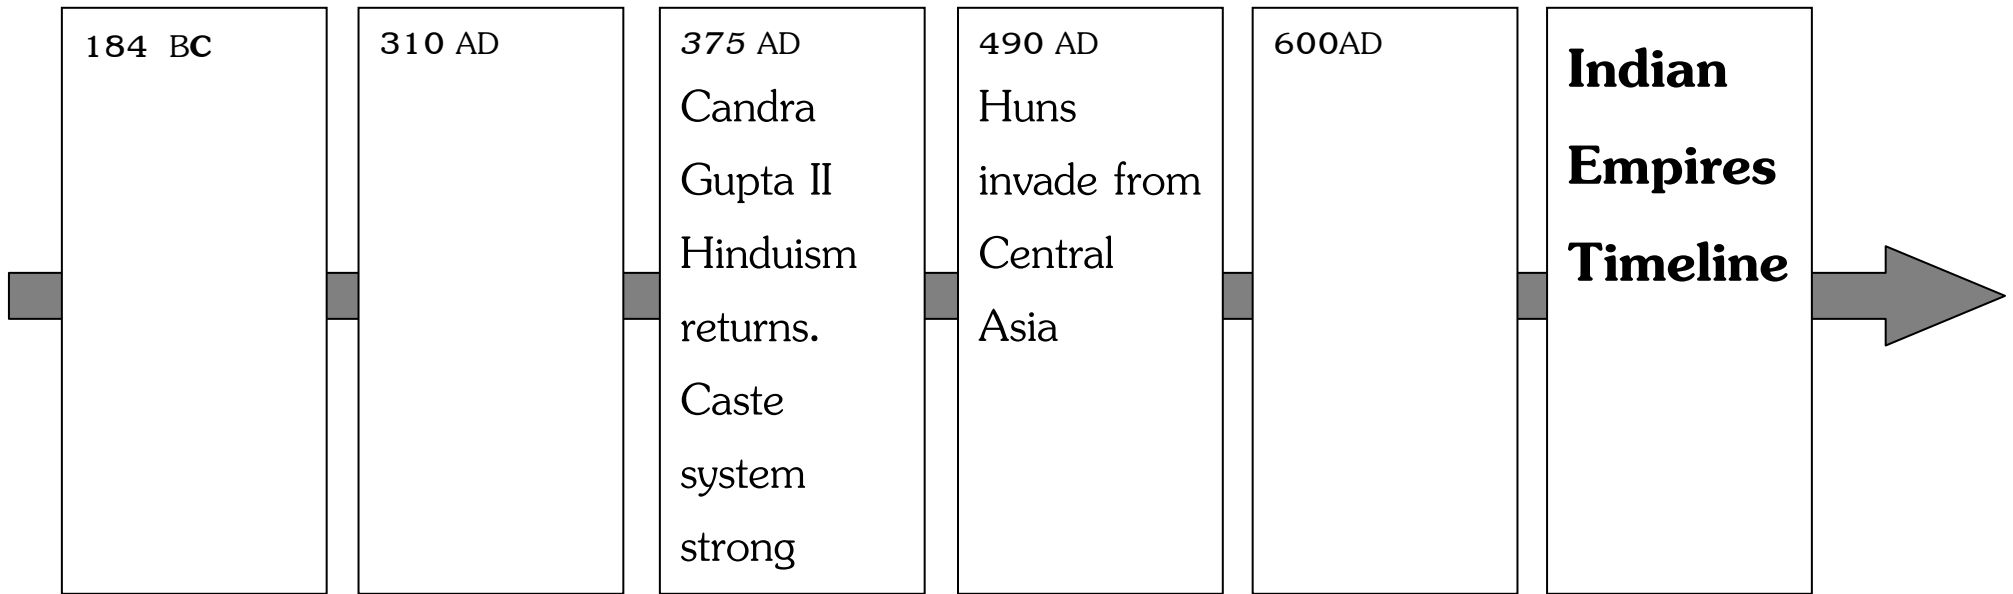 184 BC
310 AD
375 AD
Candra
Gupta II
Hinduism
returns.
Caste
system
strong
490 AD
Huns
invade from
Central
Asia
600AD
Indian
Empires
Timeline